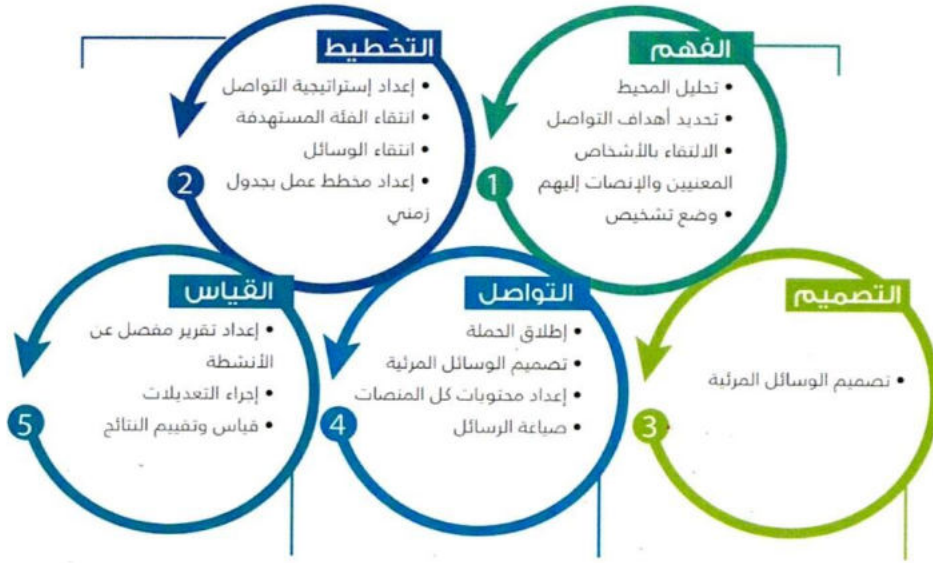 الفهم
• تحليل المحيط
• تحديد أهداف التواصل
• الالتقاء بالأشخاص
المعنيين والإنصات إليهم
• وضع تشخيص
1
التخطيط
• إعداد إستراتيجية التواصل
• انتقاء الفئة المستهدفة
• انتقاء الوسائل
• إعداد مخطط عمل بجدول
زمني
2
التصميم
• تصميم الوسائل المرئية
3
التواصل
• إطلاق الحملة
• تصميم الوسائل المرئية
• إعداد محتويات كل المنصات
• صياغة الرسائل
4
القياس
• إعداد تقرير مفصل عن
الأنشطة
• إجراء التعديلات
• قياس وتقييم النتائج
5